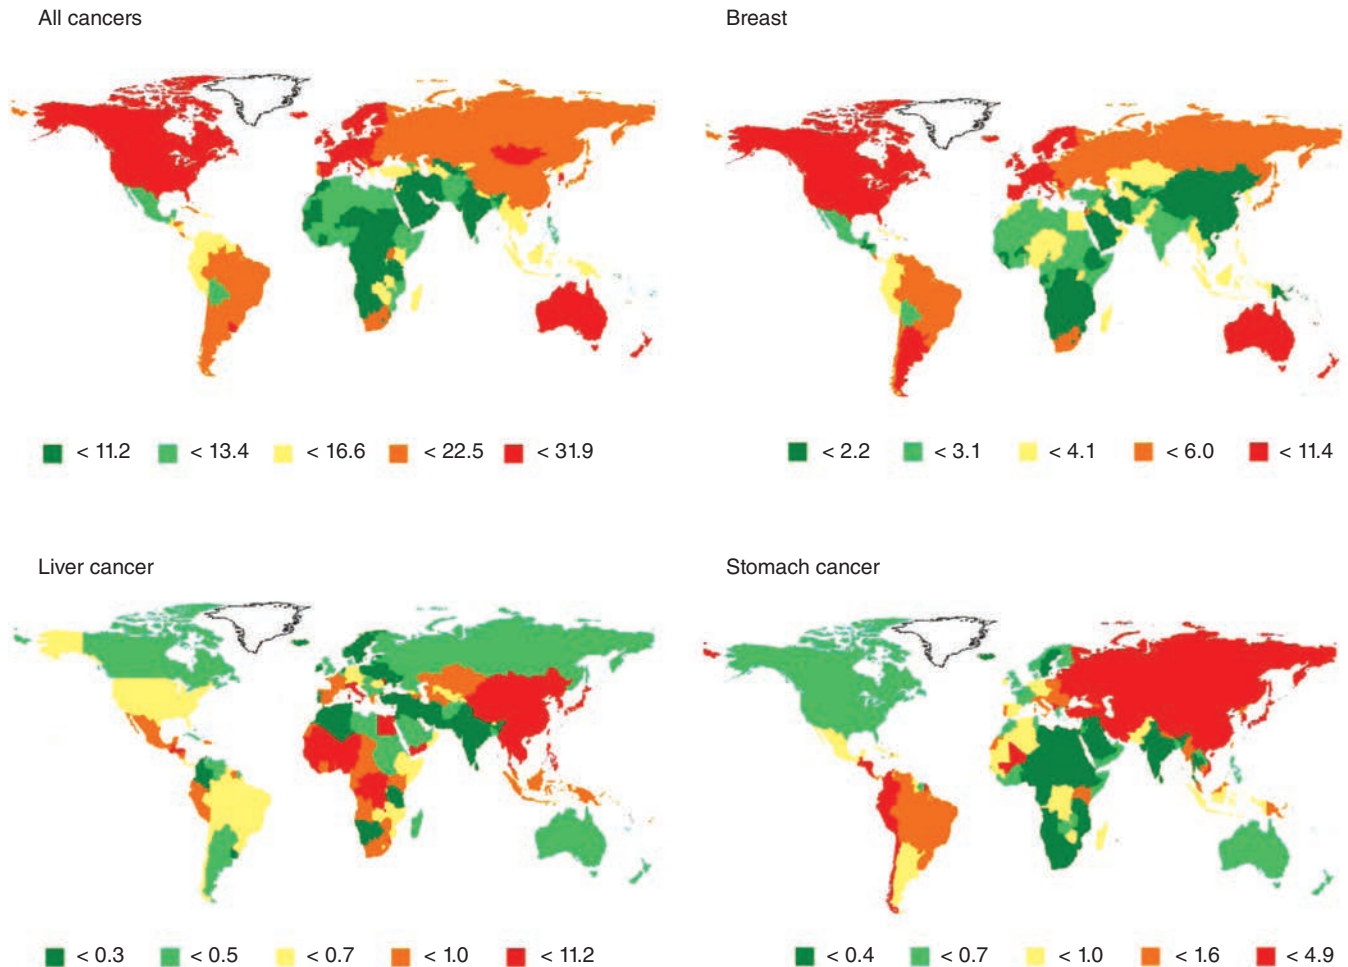 All cancers
Breast
< 11.2 < 13.4 < 16.6 < 22.5 < 31.9
< 2.2 < 3.1 < 4.1 < 6.0 < 11.4
Liver cancer
Stomach cancer
< 0.3 < 0.5 < 0.7 < 1.0 < 11.2
< 0.4 < 0.7 < 1.0 < 1.6 < 4.9